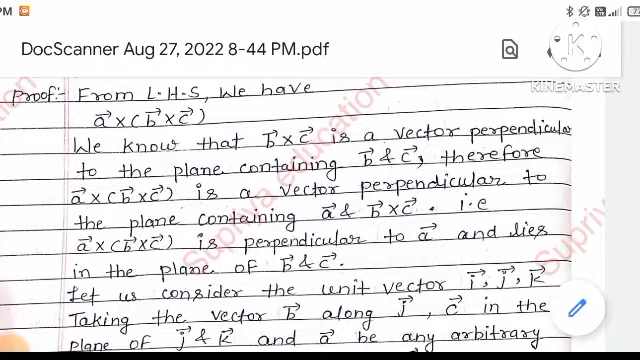 PM
DocScanner Aug 27, 2022 8-44 PM.pdf
K
KINEMASTER
Proof:- From L.H.S, We have
a⃗×(b⃗×c⃗)
We know that b⃗×c⃗ is a vector perpendicular
to the plane containing b⃗ & c⃗, therefore
a⃗×(b⃗×c⃗) is a vector perpendicular to
the plane containing a⃗ & b⃗×c⃗. i.e
a⃗×(b⃗×c⃗) is perpendicular to a⃗ and lies
in the plane of b⃗ & c⃗.
Let us consider the unit vector i⃗, j⃗, k⃗
Taking the vector b⃗ along j⃗, c⃗ in the
plane of j⃗ & k⃗ and a⃗ be any arbitrary
Supriya education
Supriy